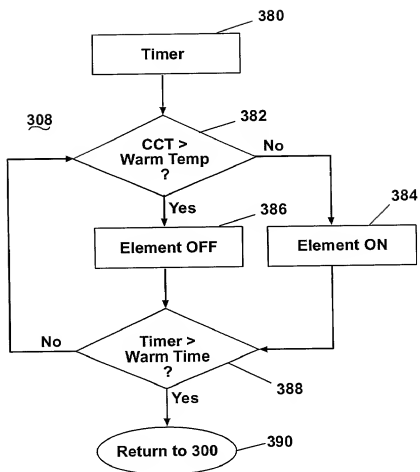 380
Timer
308
382
CCT >
Warm Temp
?
No
Yes
386
384
Element OFF
Element ON
Timer >
Warm Time
?
No
388
Yes
Return to 300
390